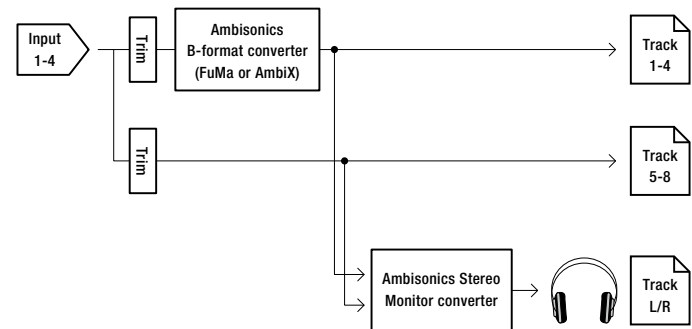 Input
1-4
Trim
Ambisonics
B-format converter
(FuMa or AmbiX)
Track
1-4
Trim
Track
5-8
Ambisonics Stereo
Monitor converter
Track
L/R